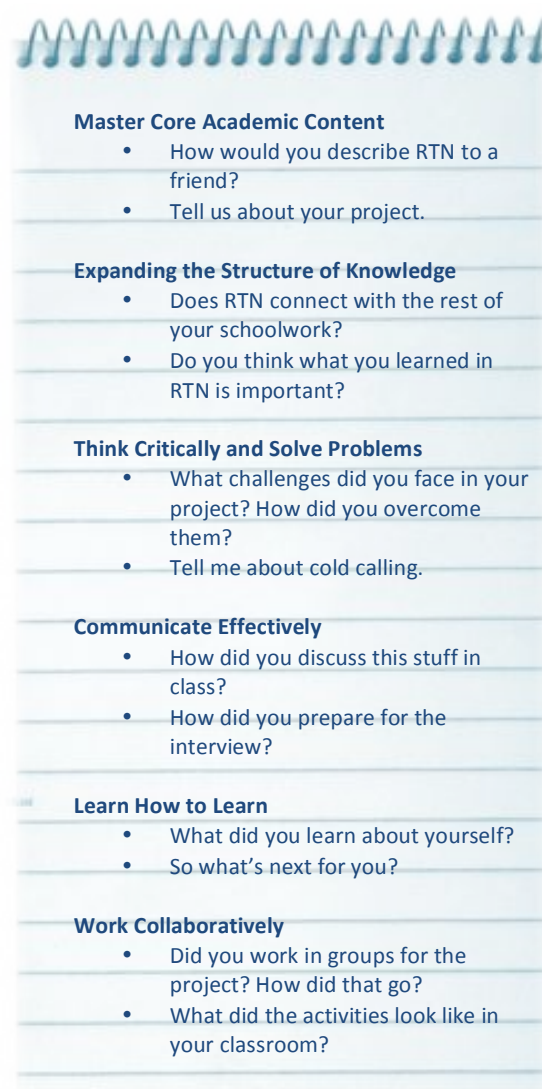 Master Core Academic Content
• How would you describe RTN to a
friend?
• Tell us about your project.
Expanding the Structure of Knowledge
• Does RTN connect with the rest of
your schoolwork?
• Do you think what you learned in
RTN is important?
Think Critically and Solve Problems
• What challenges did you face in your
project? How did you overcome
them?
• Tell me about cold calling.
Communicate Effectively
• How did you discuss this stuff in
class?
• How did you prepare for the
interview?
Learn How to Learn
• What did you learn about yourself?
• So what’s next for you?
Work Collaboratively
• Did you work in groups for the
project? How did that go?
• What did the activities look like in
your classroom?